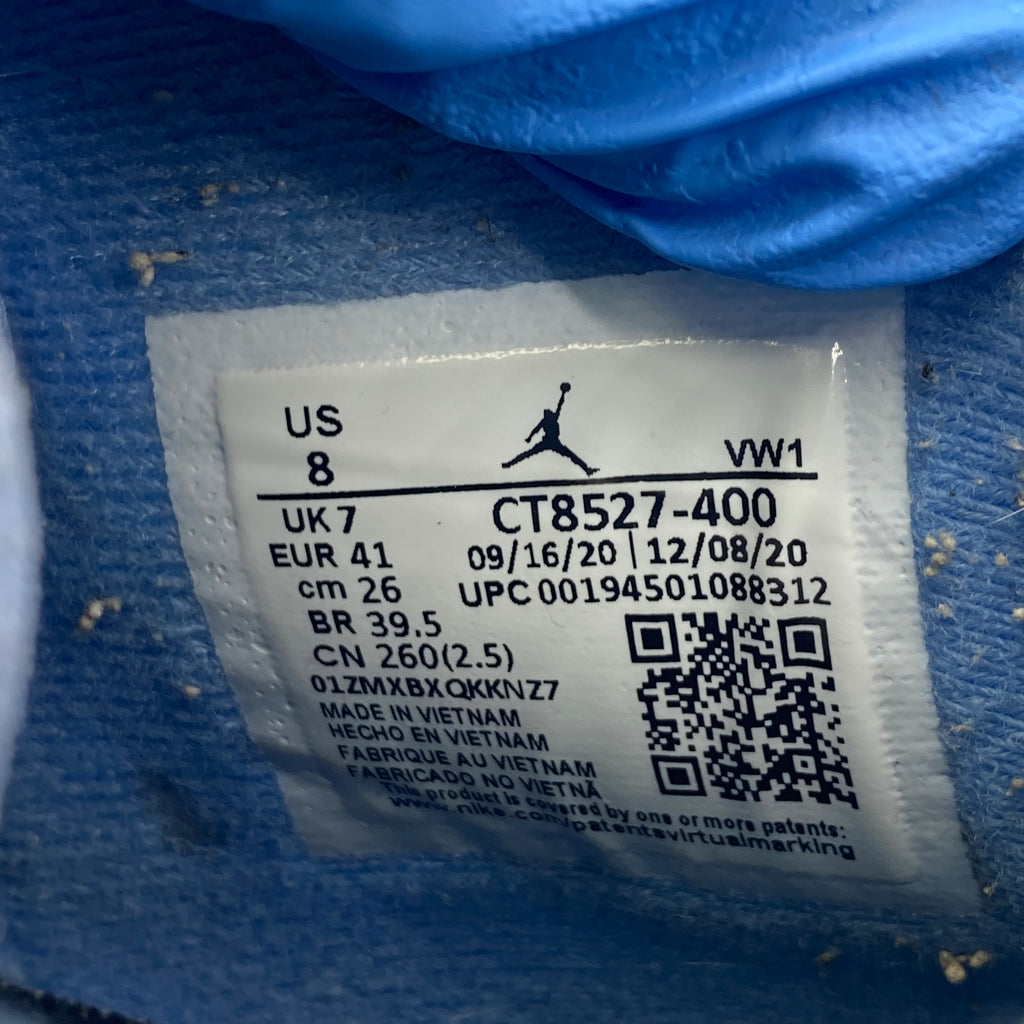 US
8
VW1
UK 7
CT8527-400
EUR 41
09/16/20 | 12/08/20
cm 26
UPC 00194501088312
BR 39.5
CN 260(2.5)
01ZMXBXQKKNZ7
MADE IN VIETNAM
HECHO EN VIETNAM
FABRIQUE AU VIETNAM
FABRICADO NO VIETNÃ
This product is covered by one or more patents:
www.nike.com/patentsvirtualmarking